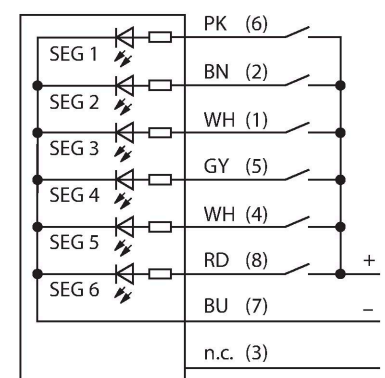 PK (6)
SEG 1
BN (2)
SEG 2
WH (1)
SEG 3
GY (5)
SEG 4
WH (4)
SEG 5
RD (8)
+
SEG 6
BU (7)
–
n.c. (3)